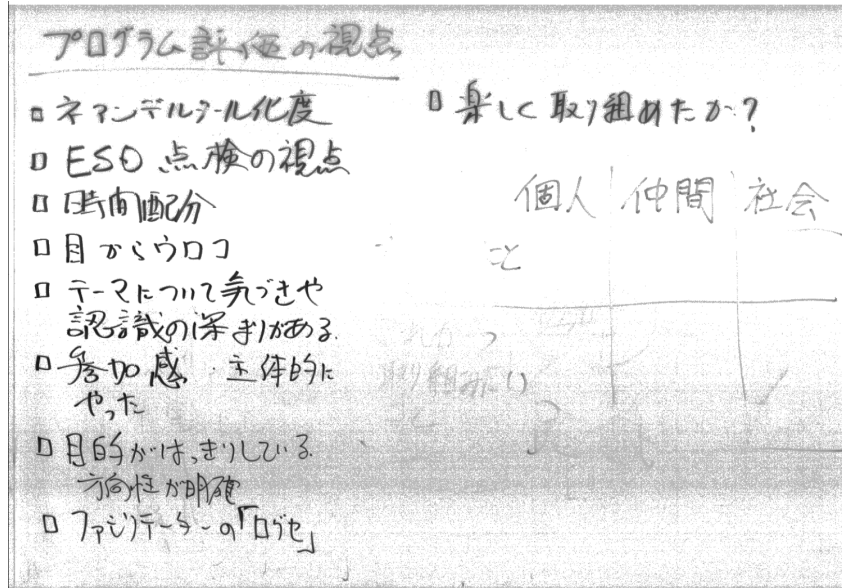 プログラム評価の視点
□ ネアンデルタール化度
□ ESD 点検の視点
□ 時間配分
□ 目からウロコ
□ テーマについて気づきや
認識の深まりがある.
□ 参加感・主体的に
やった
□ 目的がはっきりしている.
方向性が明確
□ ファシリテーターの「口ぐせ」
□ 楽しく取り組めたか?
個人 仲間 社会
こと